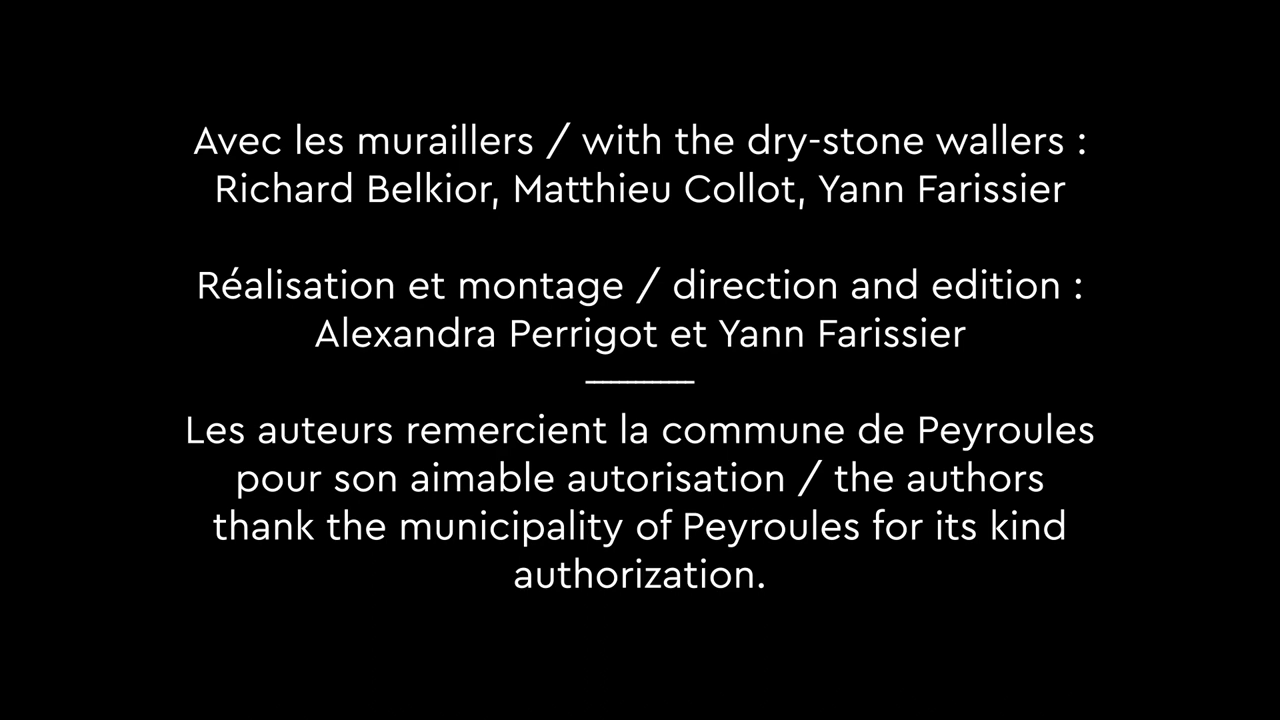 Avec les muraillers / with the dry-stone wallers :
Richard Belkior, Matthieu Collot, Yann Farissier
Réalisation et montage / direction and edition :
Alexandra Perrigot et Yann Farissier
Les auteurs remercient la commune de Peyroules
pour son aimable autorisation / the authors
thank the municipality of Peyroules for its kind
authorization.